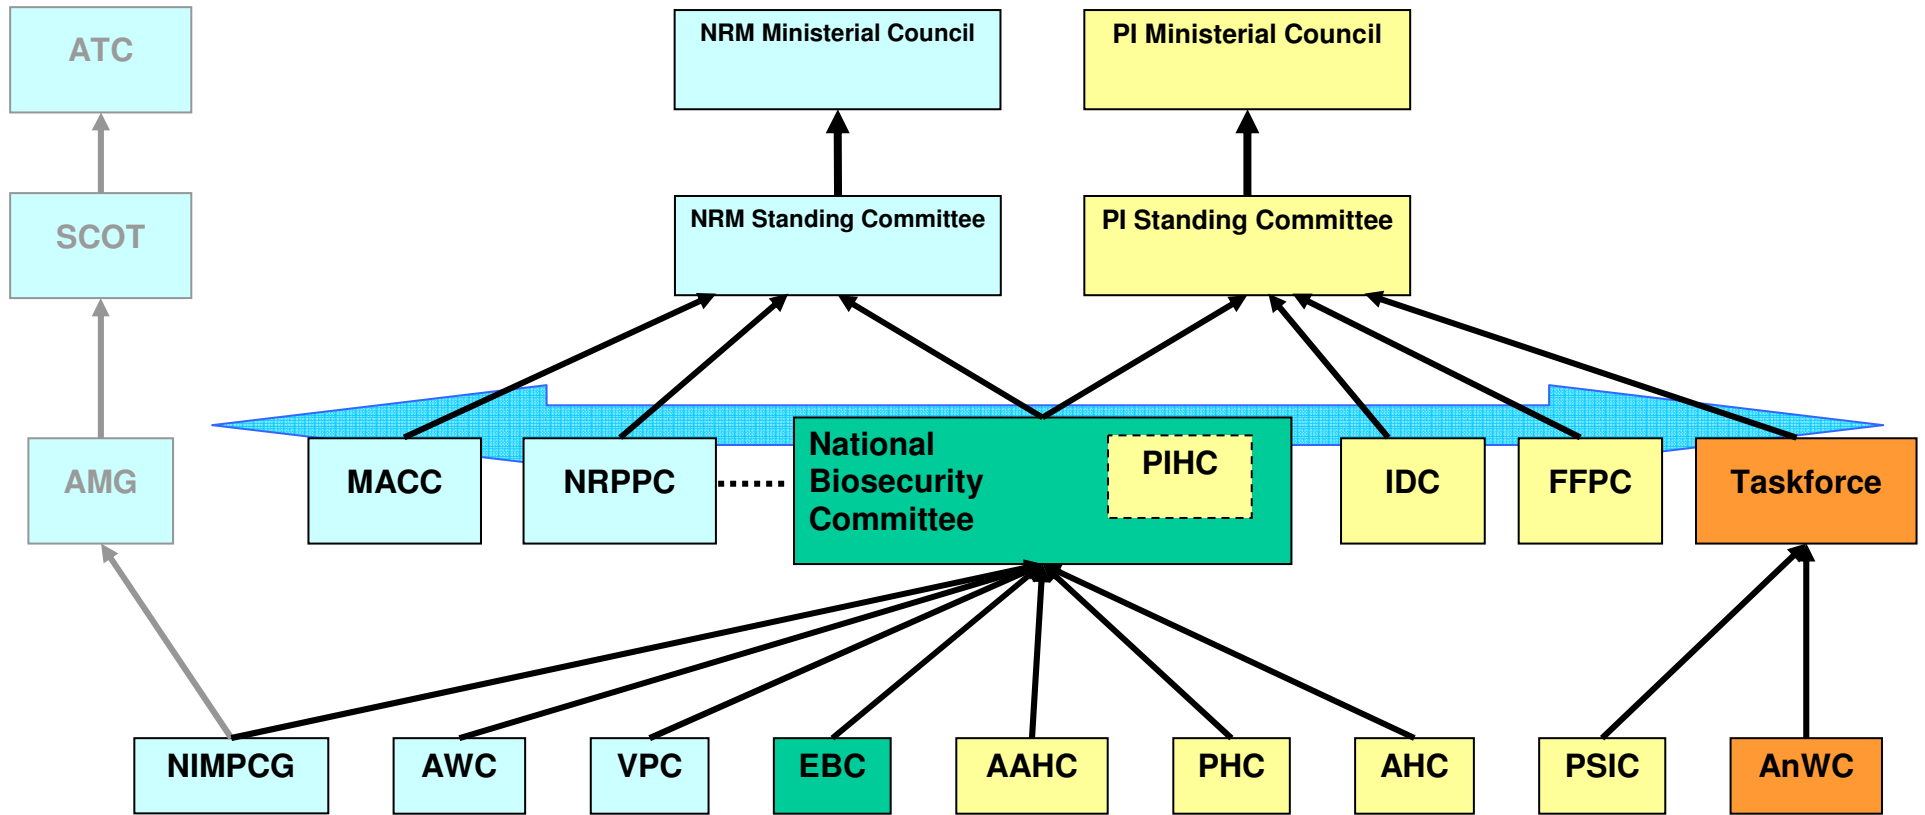 ATC
NRM Ministerial Council
PI Ministerial Council
SCOT
NRM Standing Committee
PI Standing Committee
AMG
MACC
NRPPC
National
Biosecurity
Committee
PIHC
IDC
FFPC
Taskforce
NIMPCG
AWC
VPC
EBC
AAHC
PHC
AHC
PSIC
AnWC